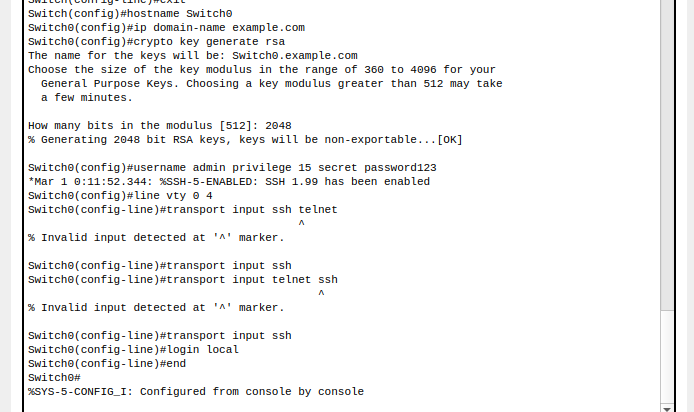 Switch(config-line)#exit
Switch(config)#hostname Switch0
Switch0(config)#ip domain-name example.com
Switch0(config)#crypto key generate rsa
The name for the keys will be: Switch0.example.com
Choose the size of the key modulus in the range of 360 to 4096 for your
General Purpose Keys. Choosing a key modulus greater than 512 may take
a few minutes.
How many bits in the modulus [512]: 2048
% Generating 2048 bit RSA keys, keys will be non-exportable...[OK]
Switch0(config)#username admin privilege 15 secret password123
*Mar 1 0:11:52.344: %SSH-5-ENABLED: SSH 1.99 has been enabled
Switch0(config)#line vty 0 4
Switch0(config-line)#transport input ssh telnet
^
% Invalid input detected at '^' marker.
Switch0(config-line)#transport input ssh
Switch0(config-line)#transport input telnet ssh
^
% Invalid input detected at '^' marker.
Switch0(config-line)#transport input ssh
Switch0(config-line)#login local
Switch0(config-line)#end
Switch0#
%SYS-5-CONFIG_I: Configured from console by console